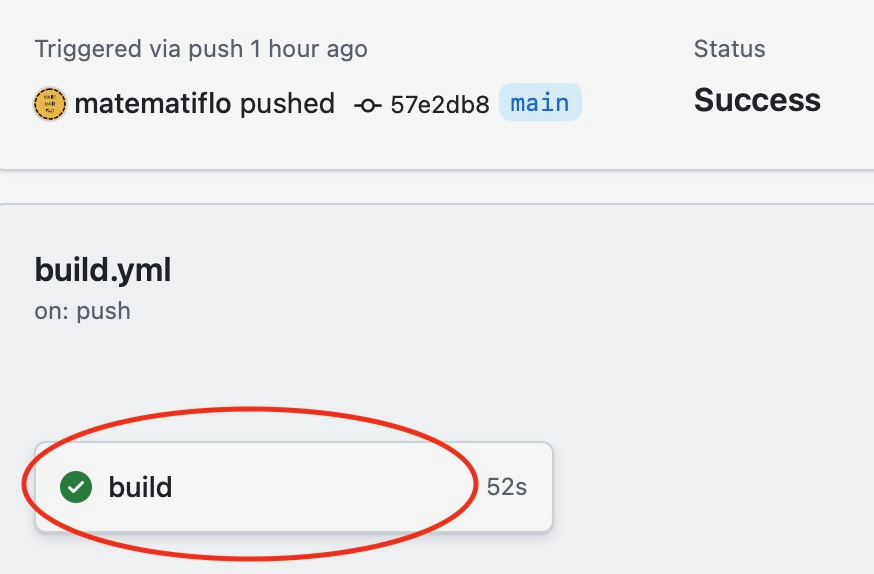 Triggered via push 1 hour ago
Status
matematiflo pushed 57e2db8 main
Success
build.yml
on: push
build
52s